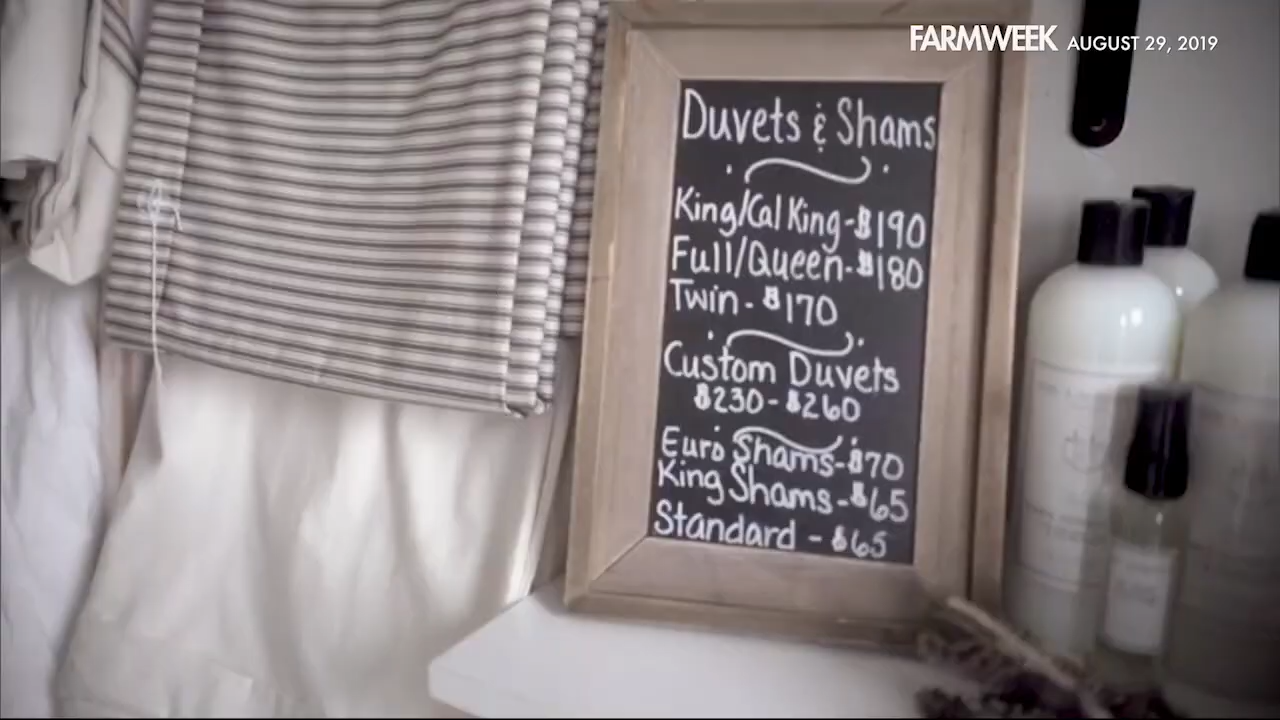 FARMWEEK AUGUST 29, 2019
Duvets & Shams
King/Cal King-$190
Full/Queen-$180
Twin-$170
Custom Duvets
$230-$260
Euro Shams-$70
King Shams-$65
Standard - $65